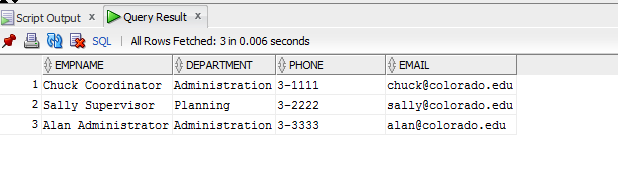 Script Output x Query Result x
SQL | All Rows Fetched: 3 in 0.006 seconds
EMPNAME DEPARTMENT PHONE EMAIL
1 Chuck Coordinator Administration 3-1111 chuck@colorado.edu
2 Sally Supervisor Planning 3-2222 sally@colorado.edu
3 Alan Administrator Administration 3-3333 alan@colorado.edu